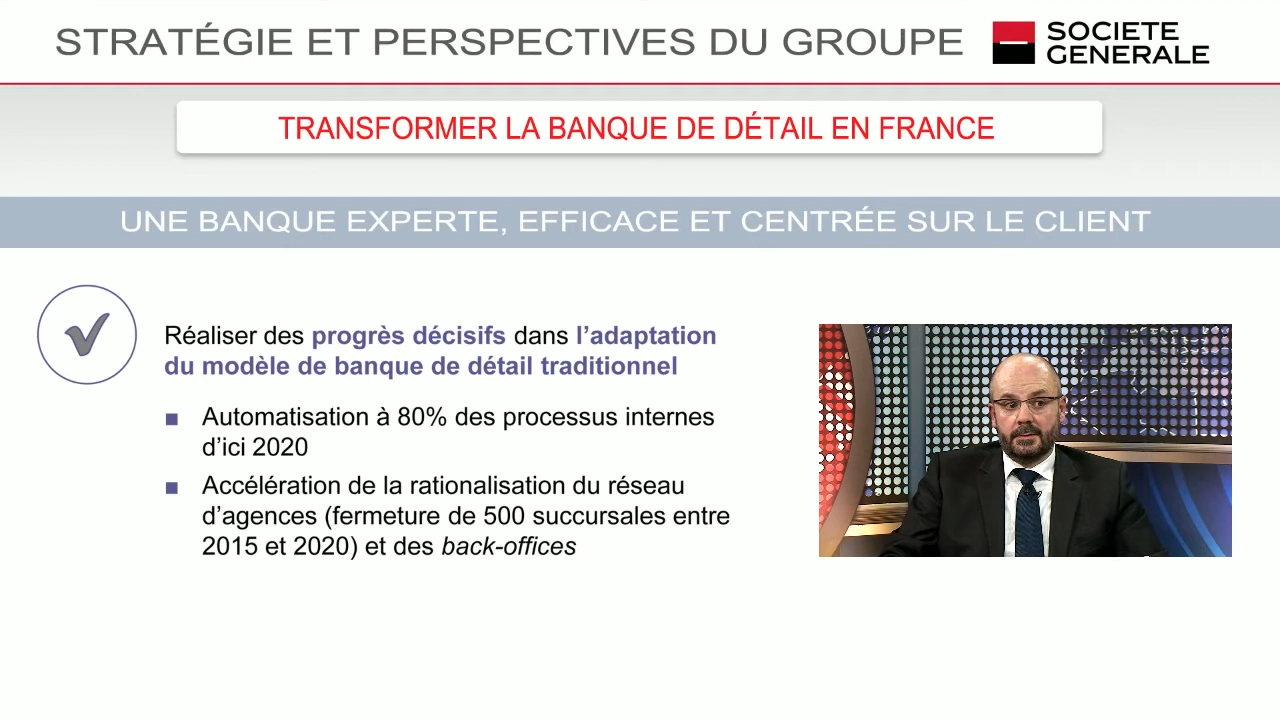 STRATÉGIE ET PERSPECTIVES DU GROUPE
SOCIETE
GENERALE
TRANSFORMER LA BANQUE DE DÉTAIL EN FRANCE
UNE BANQUE EXPERTE, EFFICACE ET CENTRÉE SUR LE CLIENT
Réaliser des progrès décisifs dans l’adaptation
du modèle de banque de détail traditionnel
■ Automatisation à 80% des processus internes
d’ici 2020
■ Accélération de la rationalisation du réseau
d’agences (fermeture de 500 succursales entre
2015 et 2020) et des back-offices